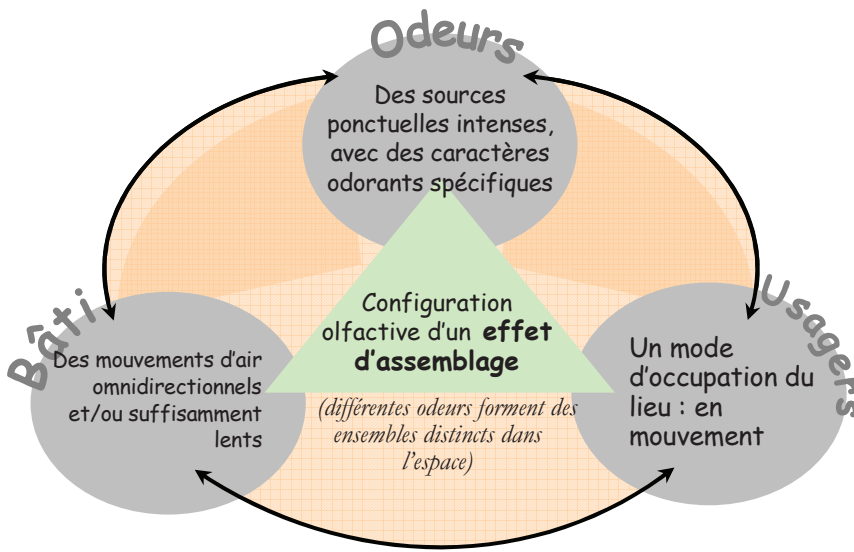 Odeurs
Des sources
ponctuelles intenses,
avec des caractères
odorants spécifiques
Configuration
olfactive d'un effet
d'assemblage
(différentes odeurs forment des
ensembles distincts dans
l'espace)
Bâti
Des mouvements d'air
omnidirectionnels
et/ou suffisamment
lents
Usagers
Un mode
d'occupation du
lieu : en
mouvement